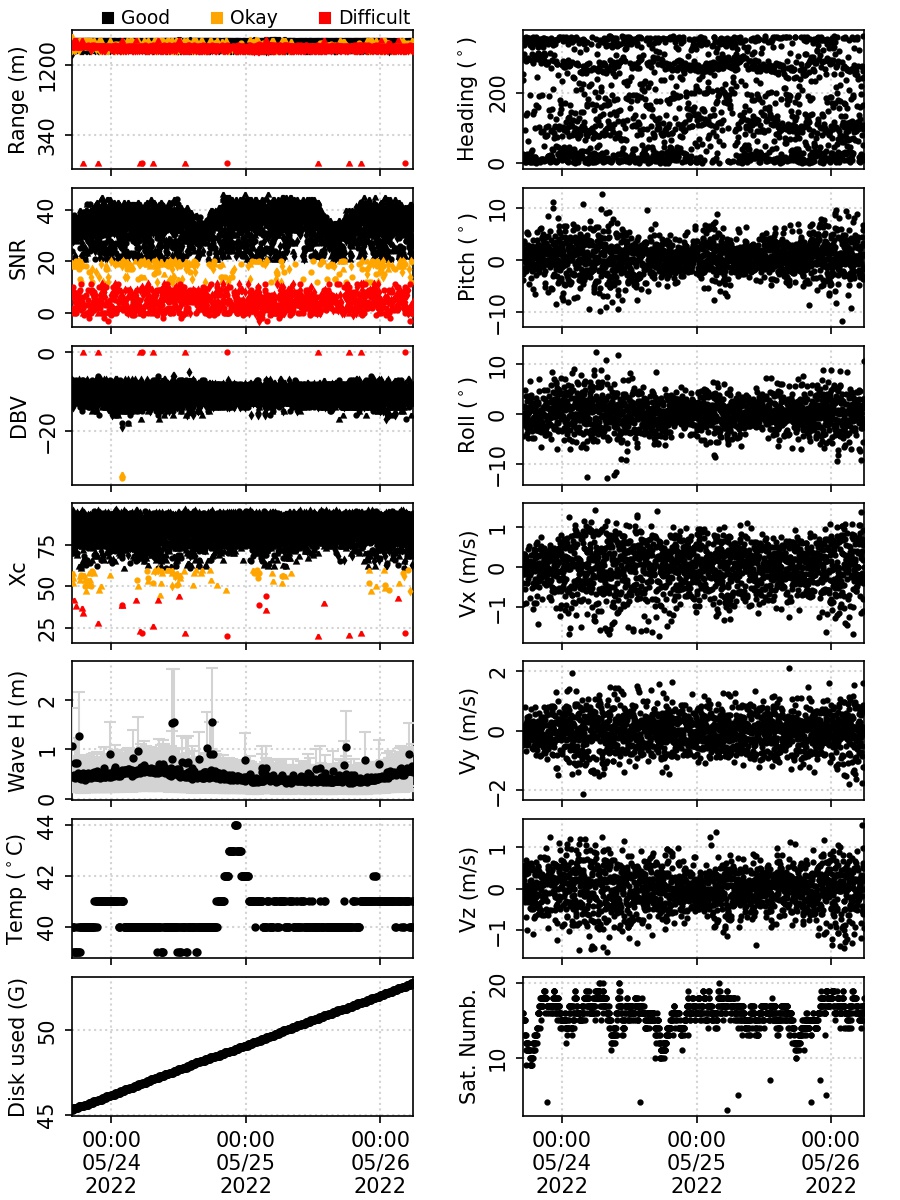 Good Okay Difficult
Range (m)
1200
340
Heading (°)
200
0
SNR
40
20
0
Pitch (°)
10
0
−10
DBV
0
−20
Roll (°)
10
0
−10
Xc
75
50
25
Vx (m/s)
1
0
−1
Wave H (m)
2
1
0
Vy (m/s)
2
0
−2
Temp (°C)
44
42
40
Vz (m/s)
1
0
−1
Disk used (G)
50
45
Sat. Numb.
20
10
00:00 00:00 00:00 00:00 00:00 00:00
05/24 05/25 05/26 05/24 05/25 05/26
2022 2022 2022 2022 2022 2022